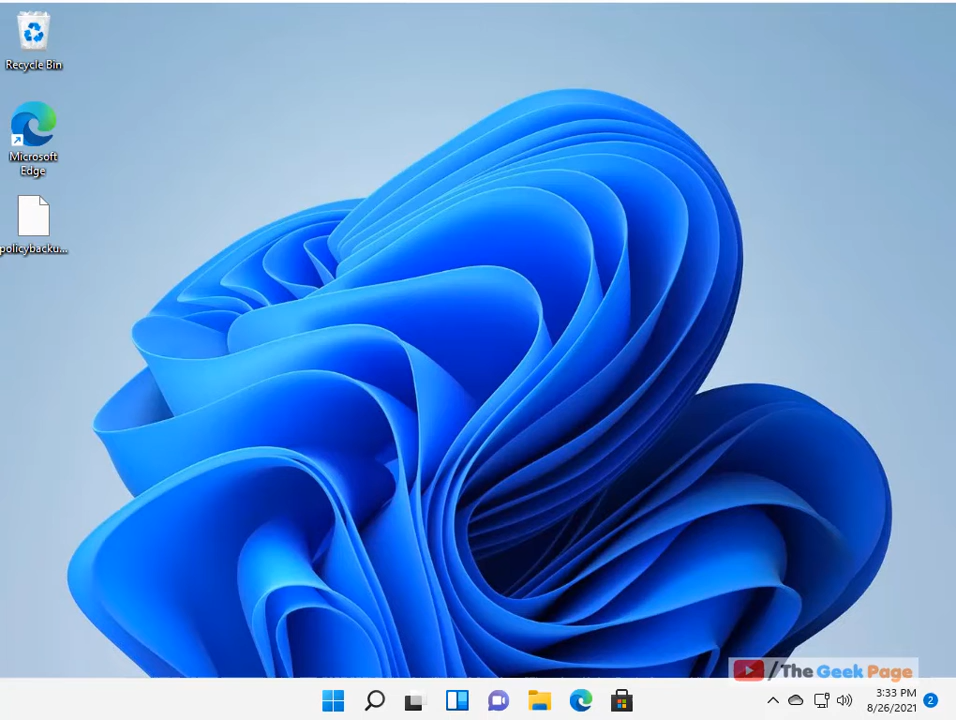 Recycle Bin
Microsoft
Edge
policybacku...
/The Geek Page
3:33 PM
8/26/2021
2